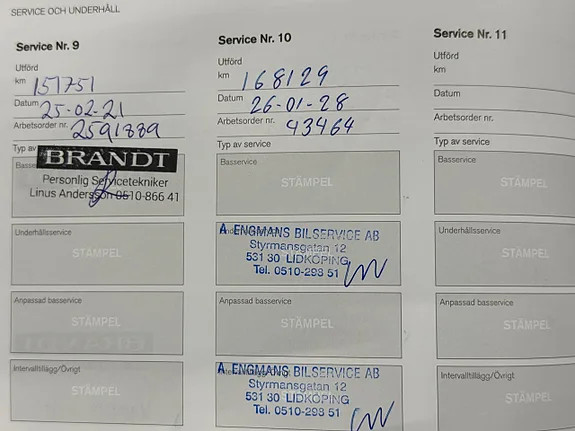 SERVICE OCH UNDERHÅLL
Service Nr. 9
Utförd
km 151751
Datum 25-02-21
Arbetsorder nr. 2591889
Typ av
BRANDT
Personlig Servicetekniker
Linus Andersson 0510-866 41
Underhållsservice
STÄMPEL
Anpassad basservice
STÄMPEL
BRANDT
Intervalltillägg/Övrigt
STÄMPEL
Service Nr. 10
Utförd
km 168129
Datum 26-01-28
Arbetsorder nr. 43464
Typ av service
Basservice
STÄMPEL
A ENGMANS BILSERVICE AB
Styrmansgatan 12
531 30 LIDKÖPING
Tel. 0510-298 51
Anpassad basservice
STÄMPEL
A ENGMANS BILSERVICE AB
Styrmansgatan 12
531 30 LIDKÖPING
Tel. 0510-298 51
Service Nr. 11
Utförd
km
Datum
Arbetsorder nr.
Typ av service
Basservice
STÄMPEL
Underhållsservice
STÄMPEL
Anpassad basservice
STÄMPEL
Intervalltillägg/Övrigt
STÄMPEL